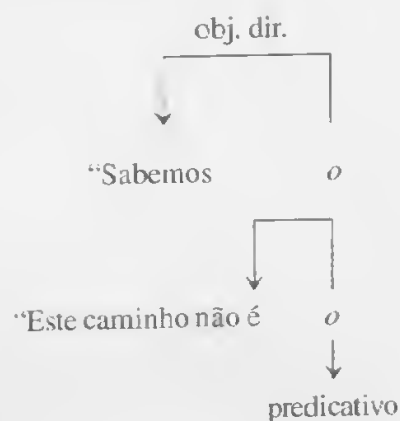 obj. dir.
“Sabemos o
“Este caminho não é o
predicativo